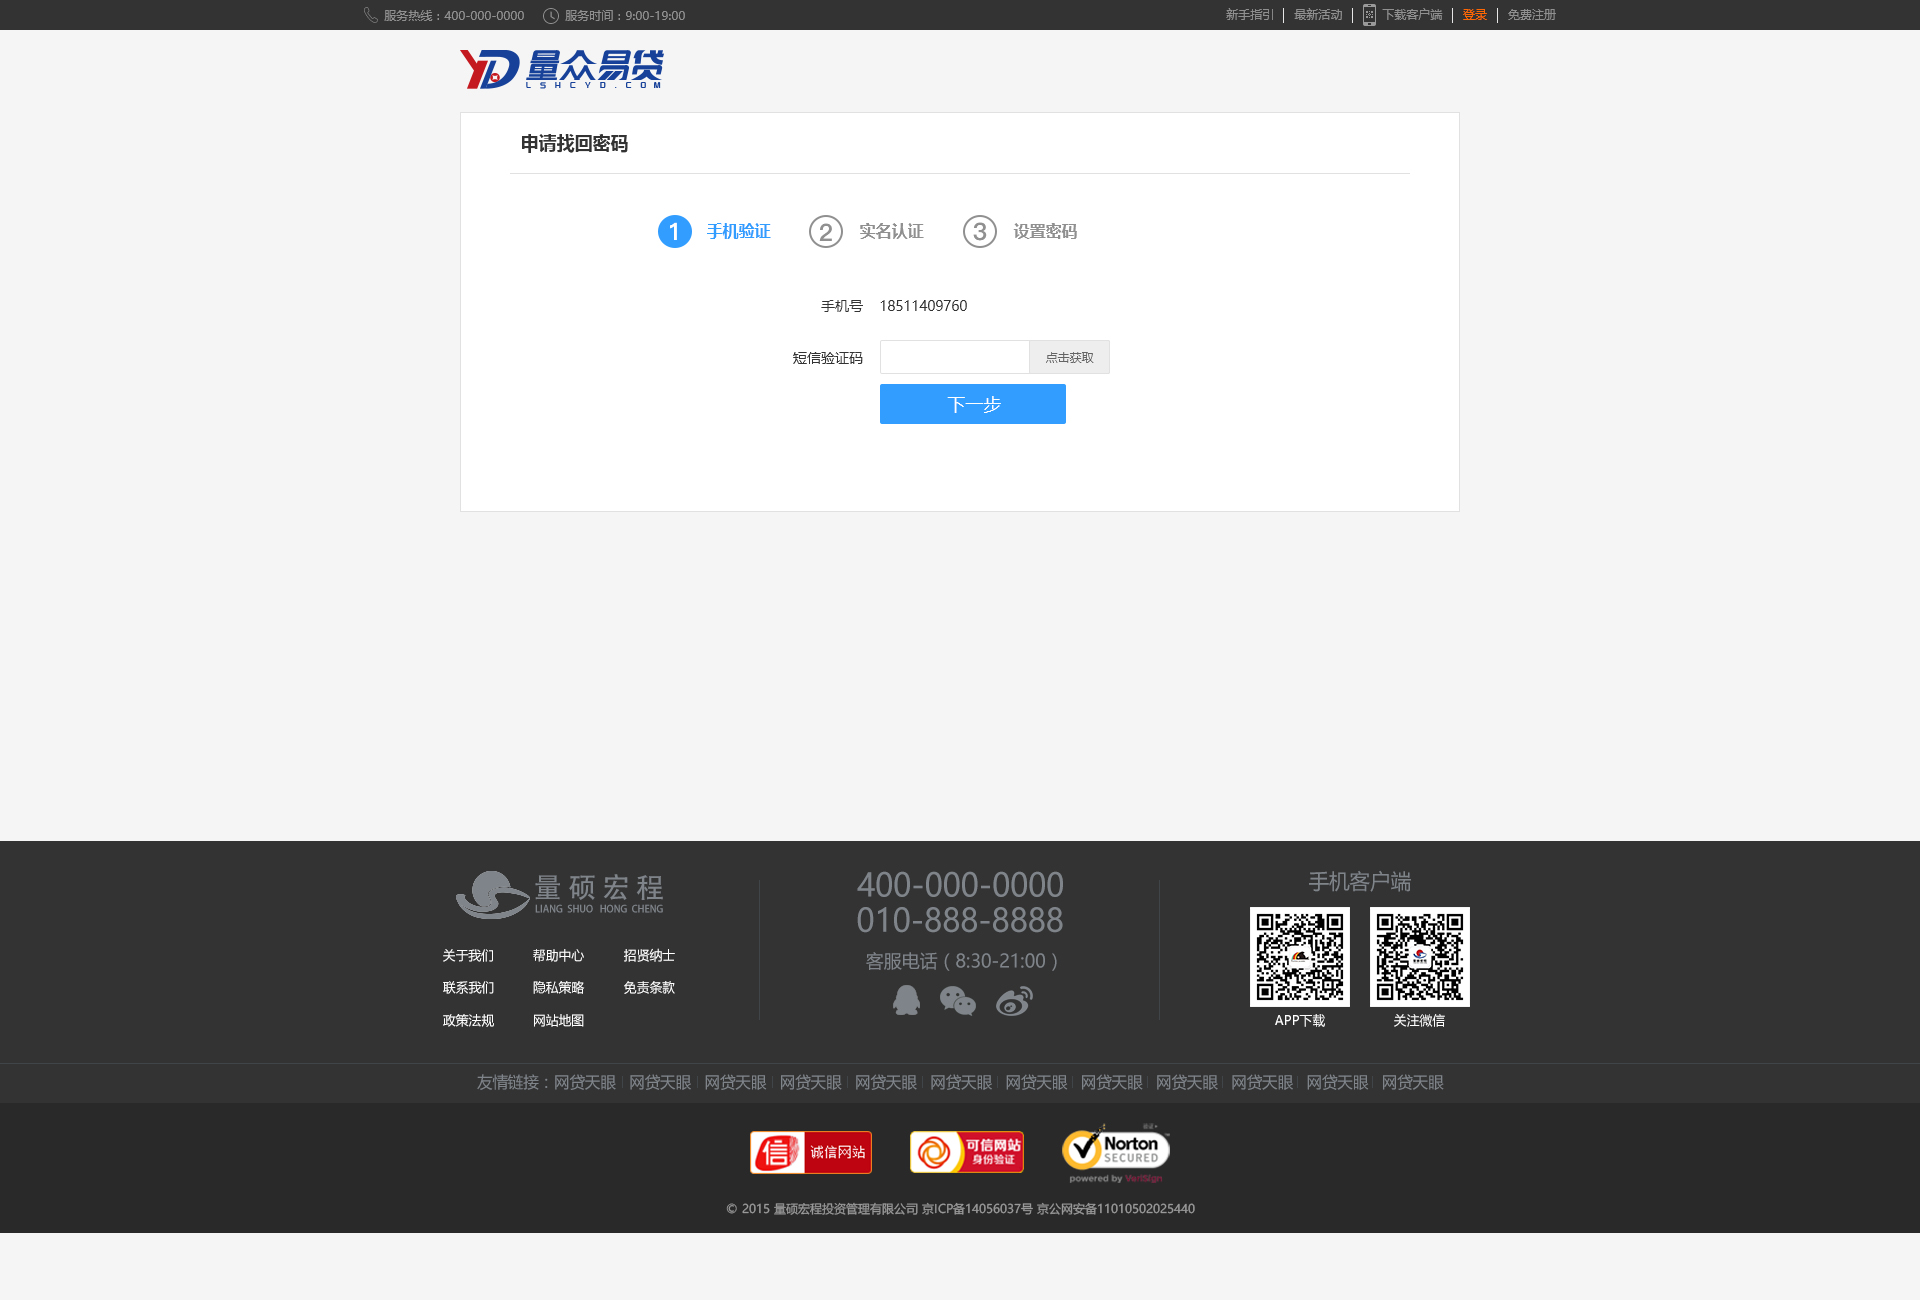 服务热线：400-000-0000 服务时间：9:00-19:00 新手指引 最新活动 下载客户端 登录 免费注册
YD 量众易贷
LSHCYD.COM
申请找回密码
1 手机验证 2 实名认证 3 设置密码
手机号 18511409760
短信验证码 点击获取
下一步
量硕宏程
LIANG SHUO HONG CHENG
关于我们 帮助中心 招贤纳士
联系我们 隐私策略 免责条款
政策法规 网站地图
400-000-0000
010-888-8888
客服电话（8:30-21:00）
手机客户端
APP下载 关注微信
友情链接：网贷天眼 网贷天眼 网贷天眼 网贷天眼 网贷天眼 网贷天眼 网贷天眼 网贷天眼 网贷天眼 网贷天眼 网贷天眼 网贷天眼
信 诚信网站
可信网站
身份验证
Norton
SECURED
powered by VeriSign
© 2015 量硕宏程投资管理有限公司 京ICP备14056037号 京公网安备11010502025440